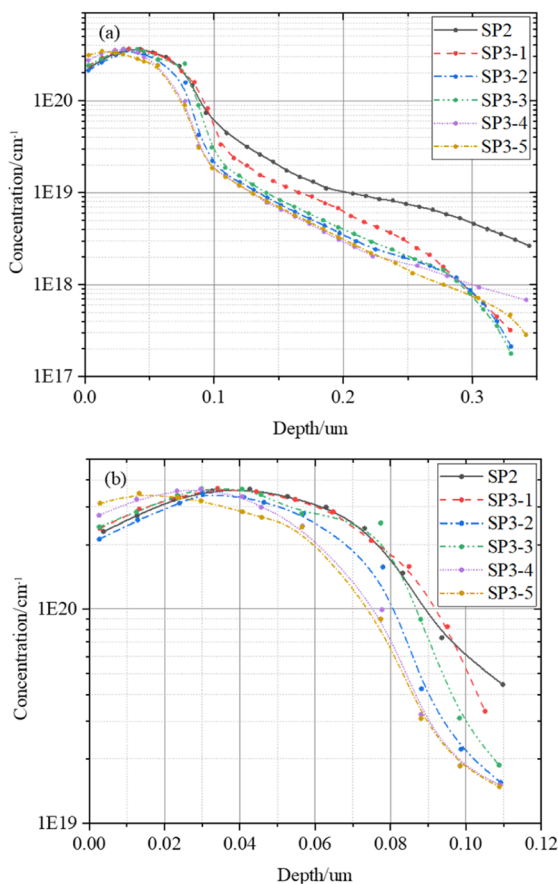 (a)
SP2
SP3-1
SP3-2
SP3-3
SP3-4
SP3-5
1E20
1E19
1E18
1E17
Concentration/cm⁻¹
0.0
0.1
0.2
0.3
Depth/um
(b)
SP2
SP3-1
SP3-2
SP3-3
SP3-4
SP3-5
1E20
1E19
Concentration/cm⁻¹
0.00
0.02
0.04
0.06
0.08
0.10
0.12
Depth/um